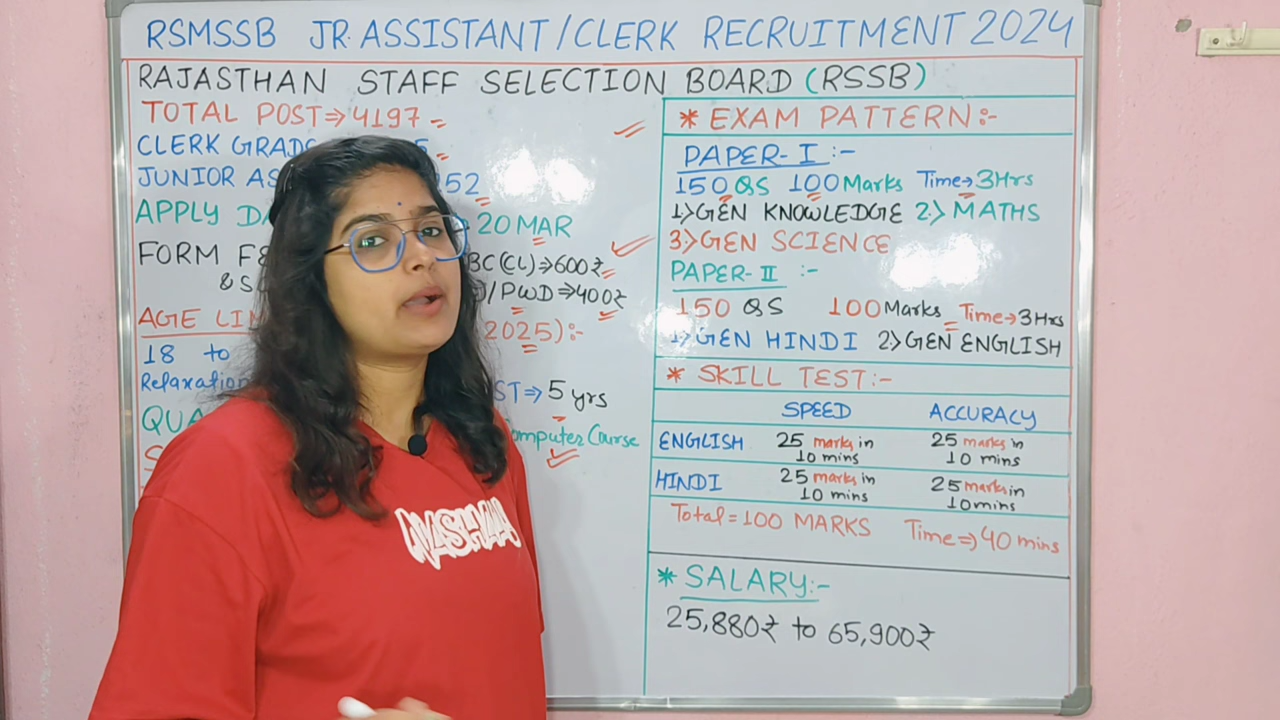 RSMSSB JR. ASSISTANT/CLERK RECRUITMENT 2024
RAJASTHAN STAFF SELECTION BOARD (RSSB)
TOTAL POST⇒4197
CLERK GRAD
JUNIOR AS 52
APPLY DA 20 MAR
FORM FE BC (CL)⇒600₹
& S /PWD⇒400₹
AGE LIM 2025):-
18 to
Relaxation ST⇒5 yrs
QUA Computer Course
* EXAM PATTERN:-
PAPER-I :-
150 QS 100 Marks Time→3Hrs
1>GEN KNOWLEDGE 2.> MATHS
3>GEN SCIENCE
PAPER-II :-
150 QS 100 Marks Time→3Hrs
1>GEN HINDI 2>GEN ENGLISH
* SKILL TEST:-
SPEED ACCURACY
ENGLISH 25 marks in 10 mins 25 marks in 10 mins
HINDI 25 marks in 10 mins 25 marks in 10mins
Total = 100 MARKS Time⇒40 mins
* SALARY:-
25,880₹ to 65,900₹